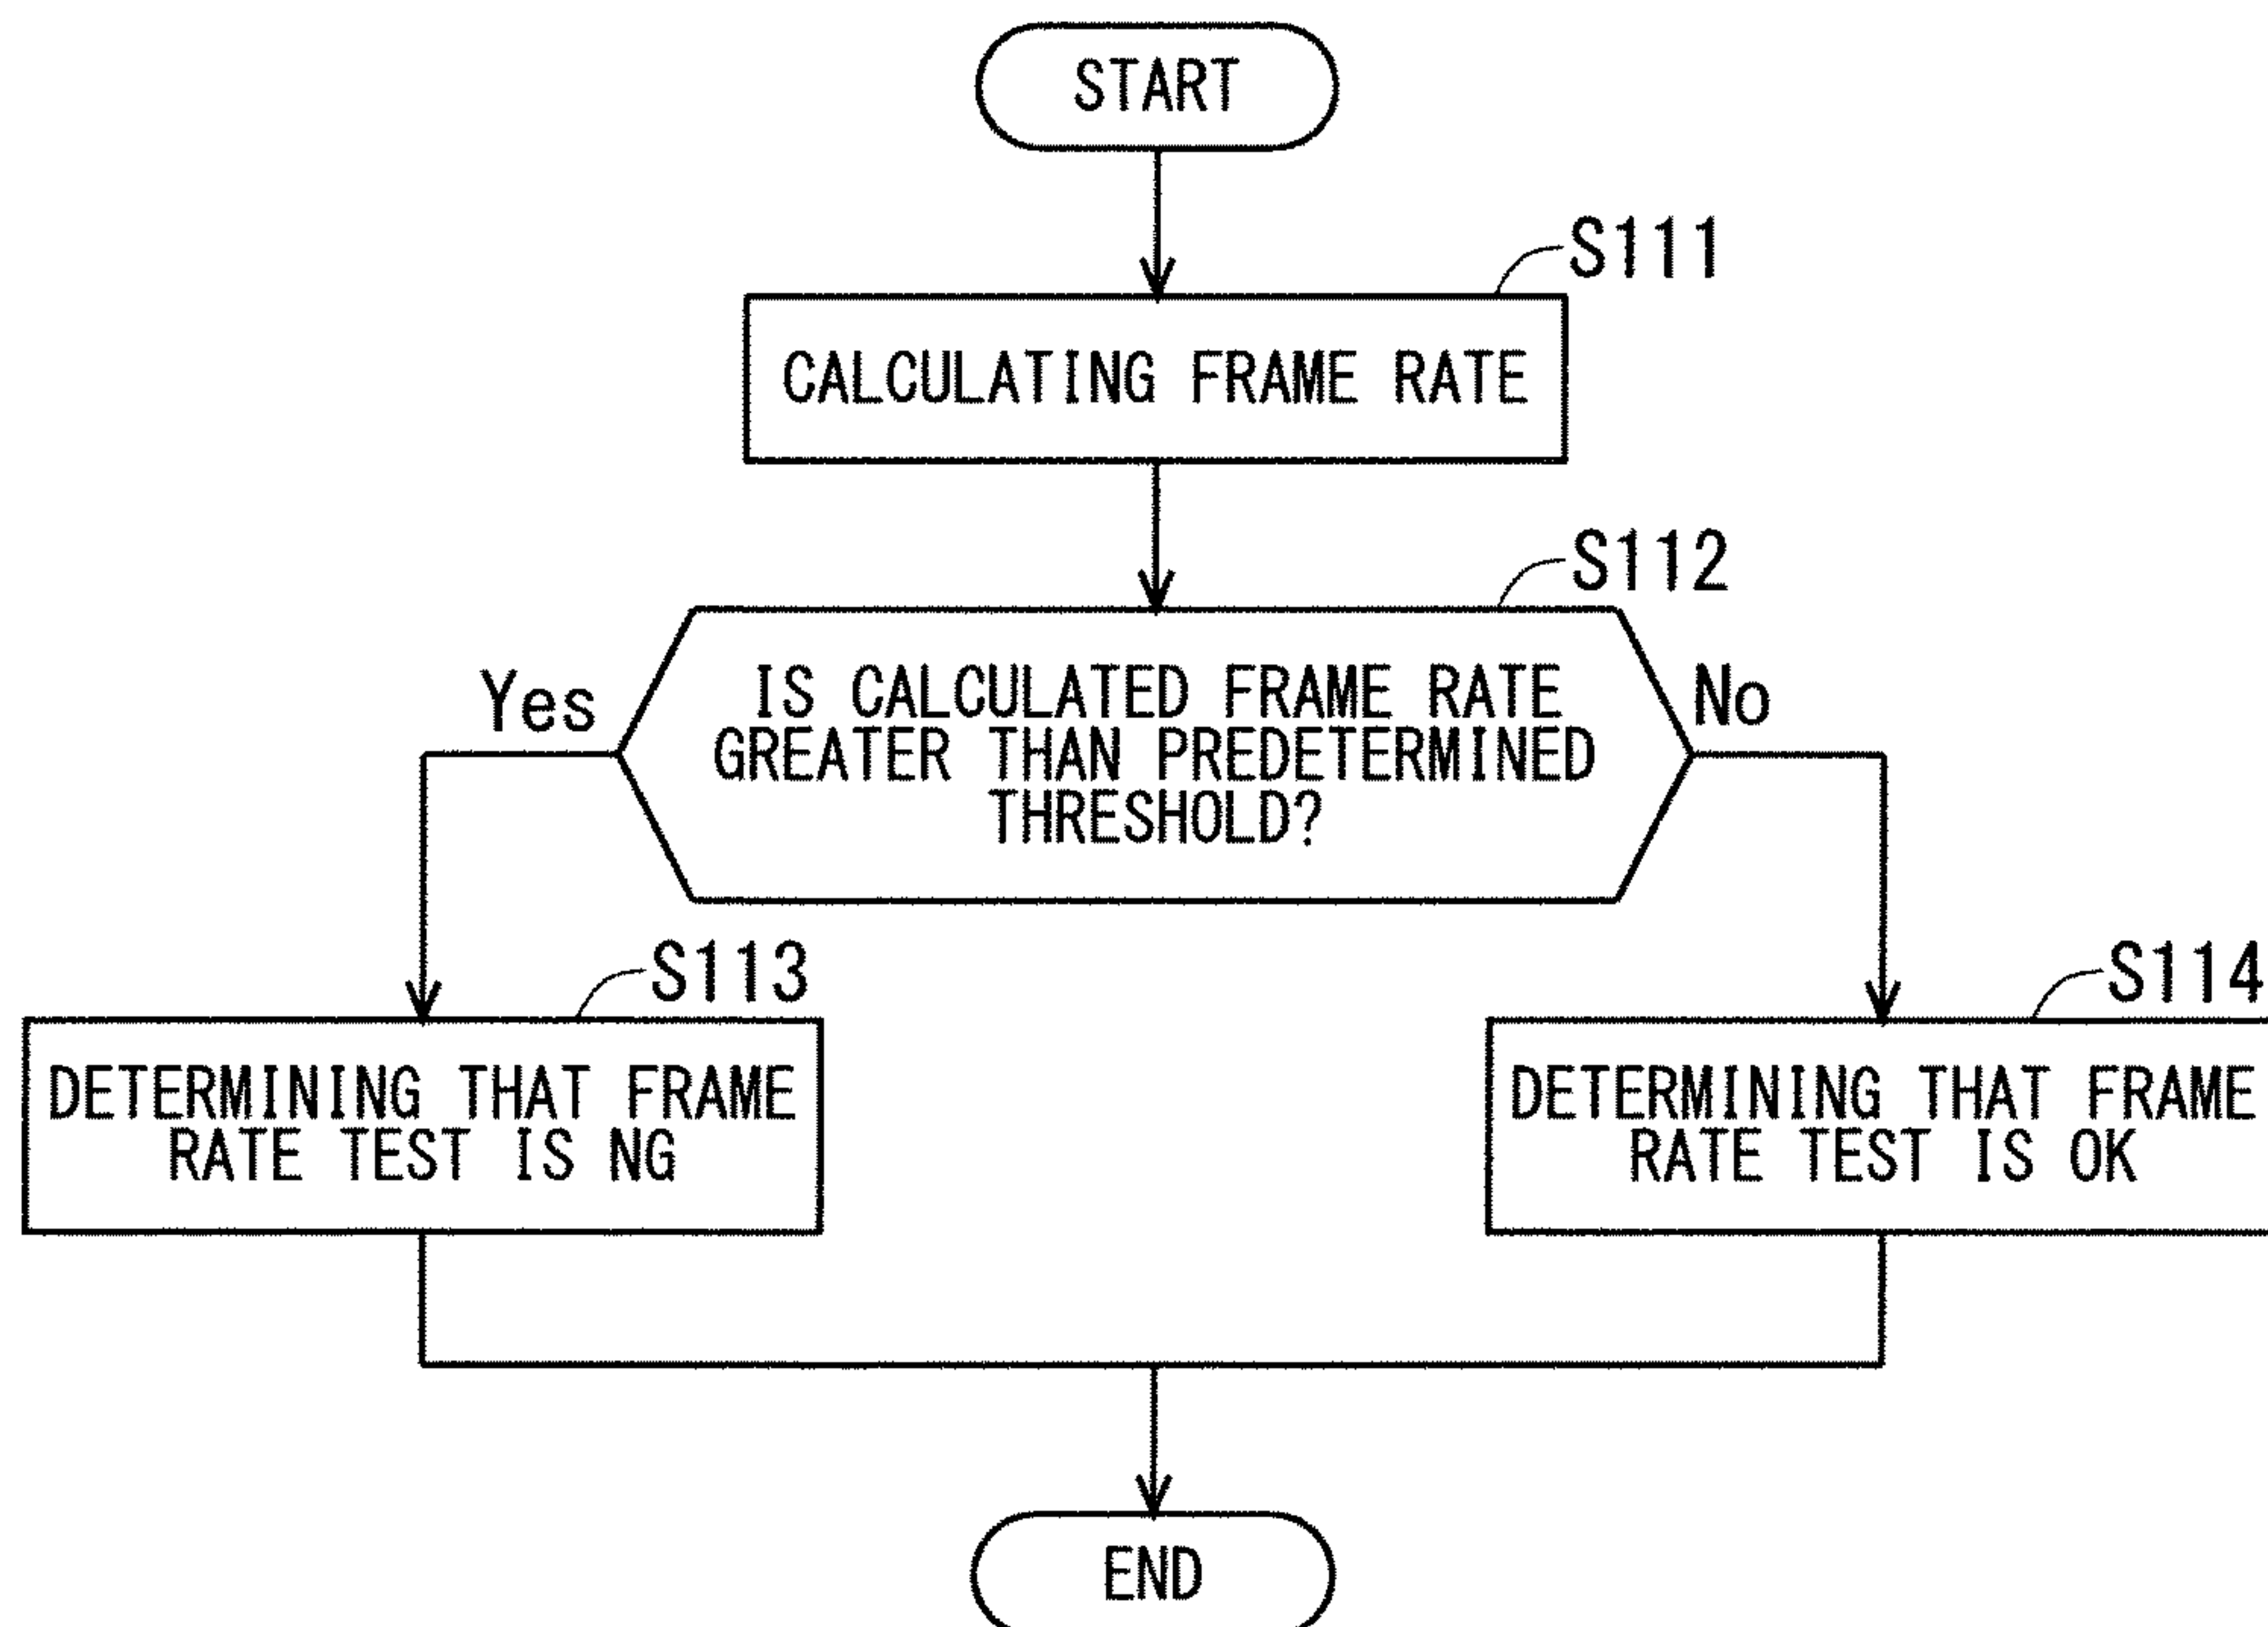 START
S111
CALCULATING FRAME RATE
S112
Yes
IS CALCULATED FRAME RATE
GREATER THAN PREDETERMINED
THRESHOLD?
No
S113
DETERMINING THAT FRAME
RATE TEST IS NG
S114
DETERMINING THAT FRAME
RATE TEST IS OK
END